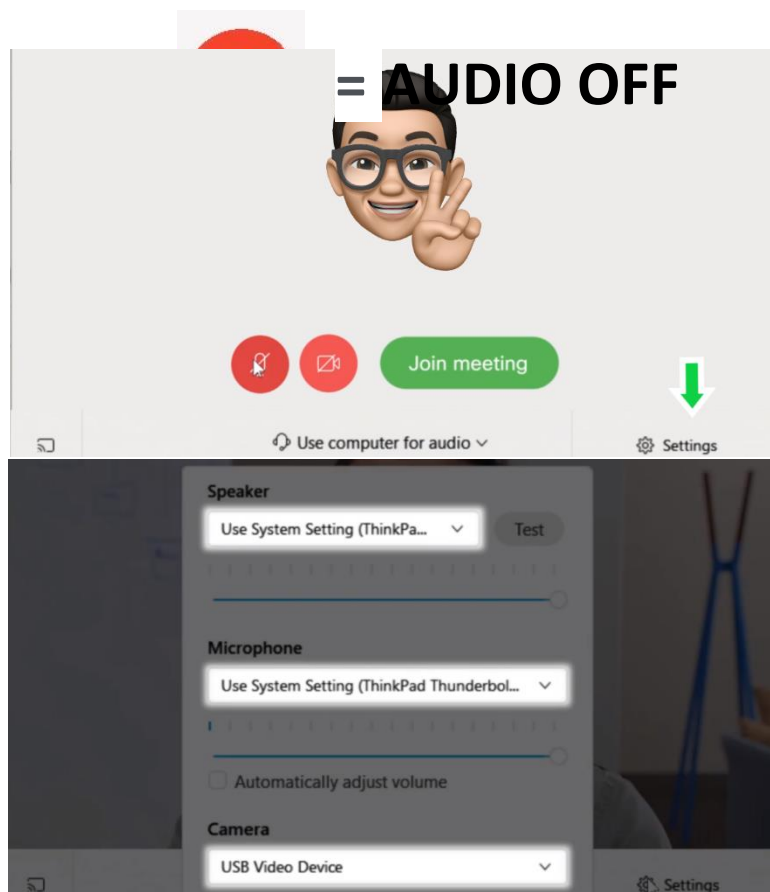 = AUDIO OFF
Join meeting
Use computer for audio
Settings
Speaker
Use System Setting (ThinkPa...
Test
Microphone
Use System Setting (ThinkPad Thunderbol...
Automatically adjust volume
Camera
USB Video Device
Settings